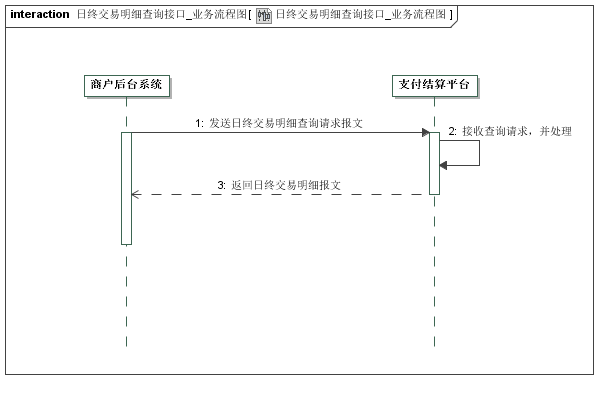 interaction 日终交易明细查询接口_业务流程图[ 日终交易明细查询接口_业务流程图 ]
商户后台系统 支付结算平台
1: 发送日终交易明细查询请求报文
2: 接收查询请求，并处理
3: 返回日终交易明细报文